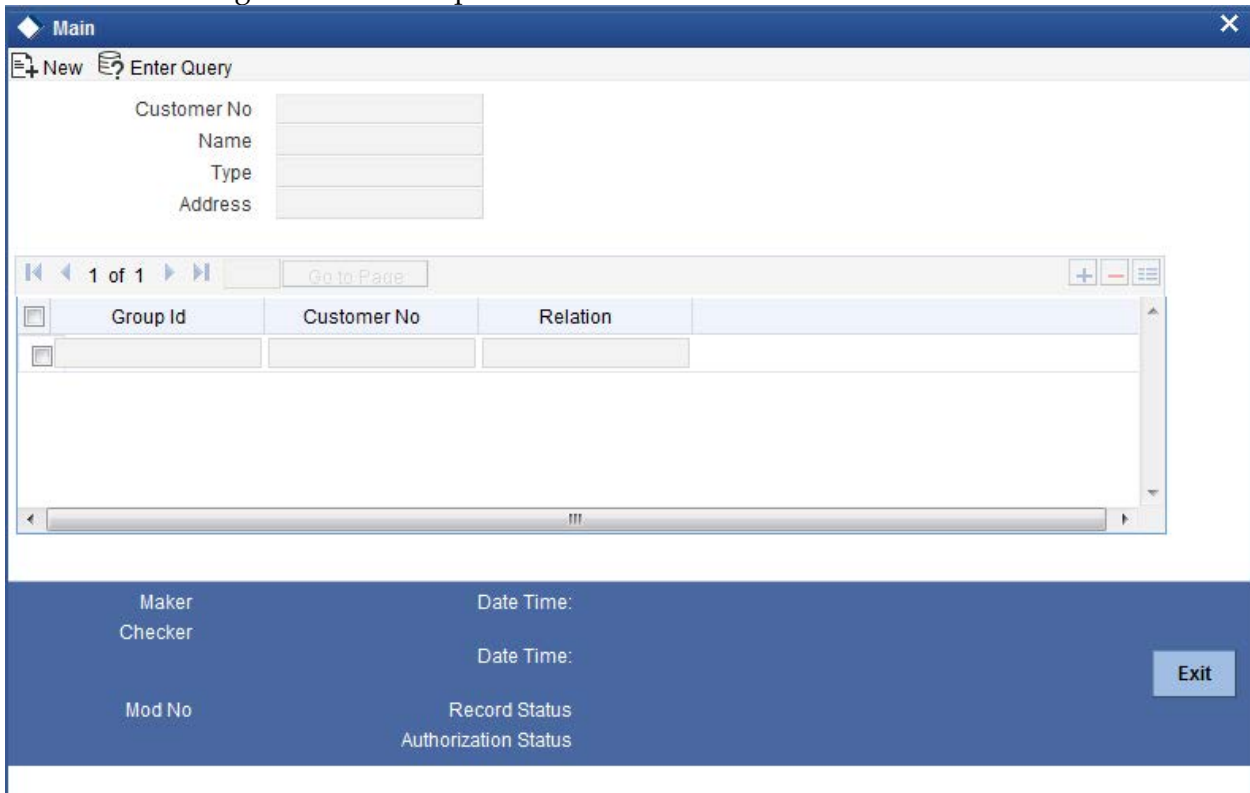 Main
New Enter Query
Customer No
Name
Type
Address
1 of 1 Go to Page
Group Id Customer No Relation
Maker Date Time:
Checker
Date Time:
Exit
Mod No Record Status
Authorization Status